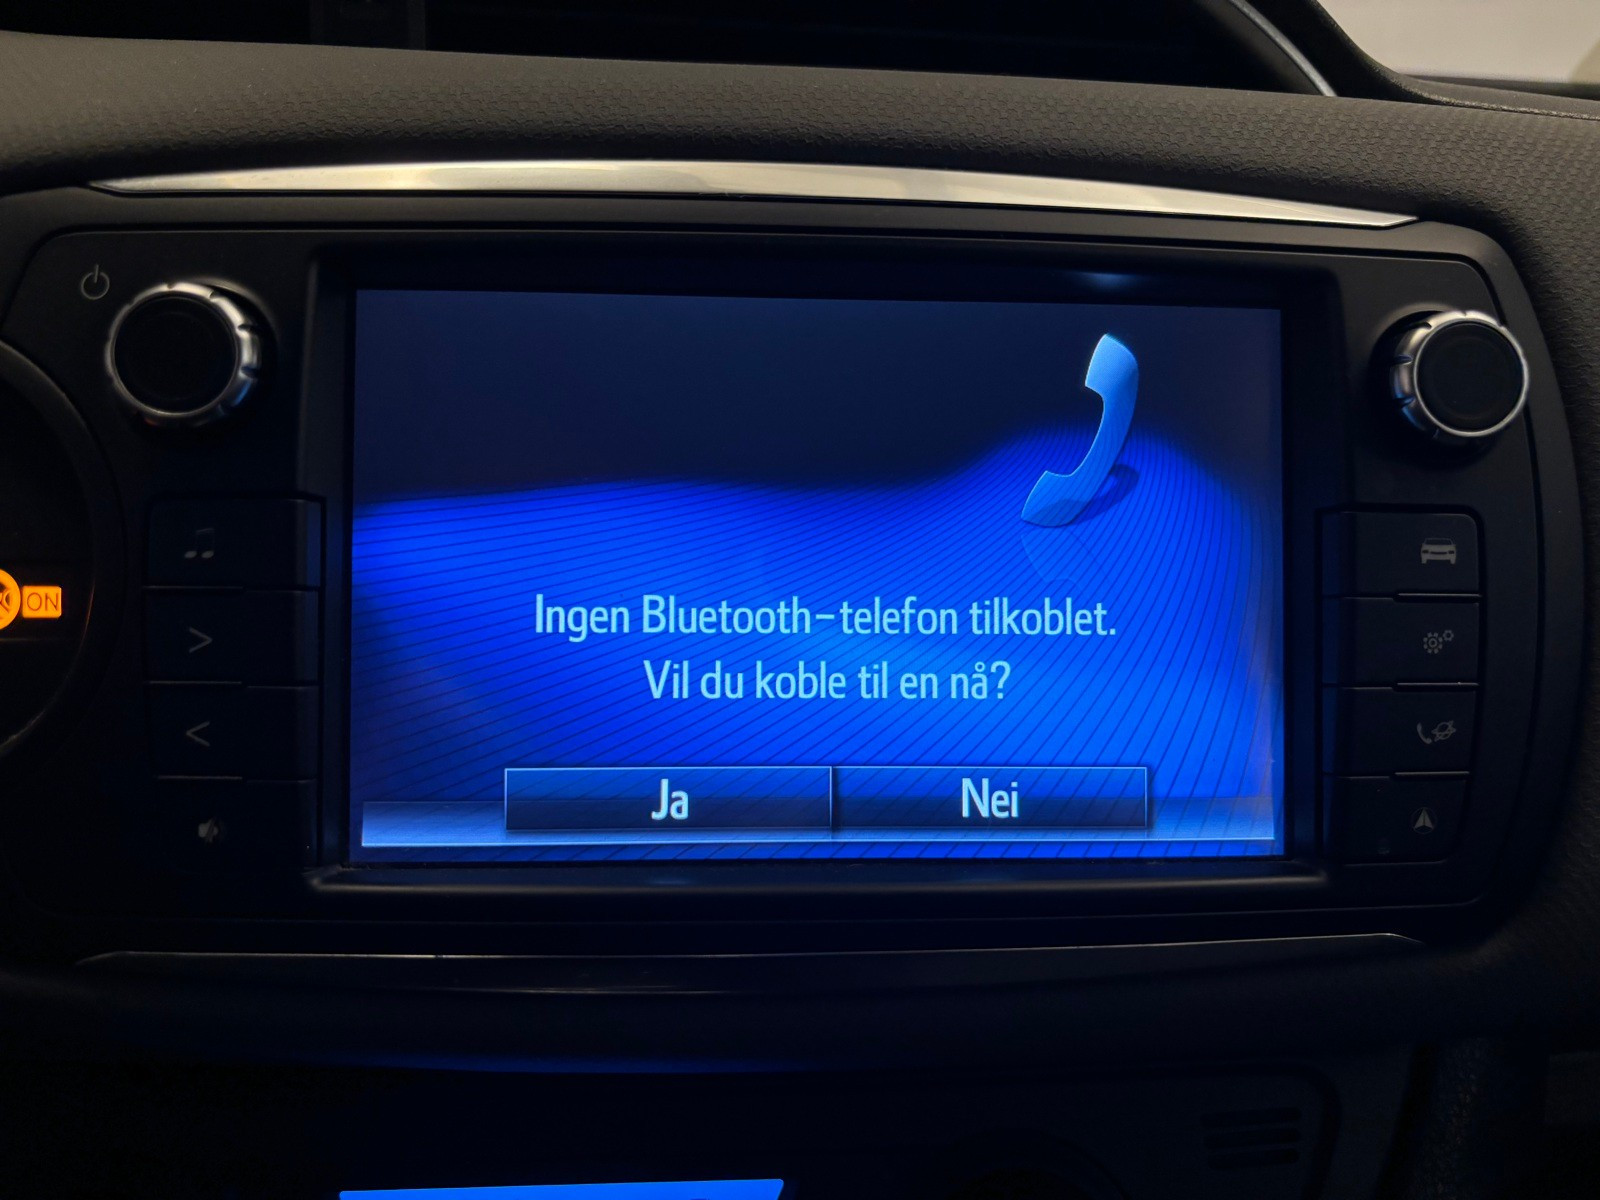 Ingen Bluetooth-telefon tilkoblet.
Vil du koble til en nå?
Ja
Nei
ON